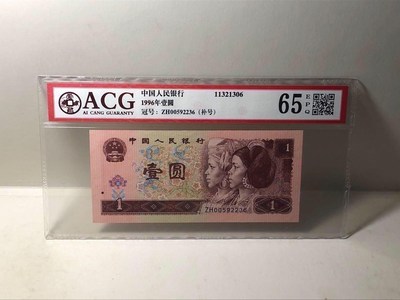 ACG
AI CANG GUARANTY
中国人民银行 11321306
1996年壹圓
冠号: ZH00592236 (补号)
65 EPQ
中国人民银行
1
壹圆
1
ZH00592236